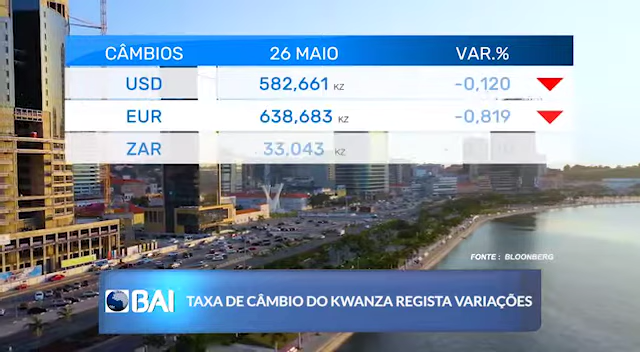 CÂMBIOS 26 MAIO VAR.%
USD 582,661 KZ -0,120
EUR 638,683 KZ -0,819
ZAR 33,043 KZ
FONTE : BLOONBERG
BAI TAXA DE CÂMBIO DO KWANZA REGISTA VARIAÇÕES